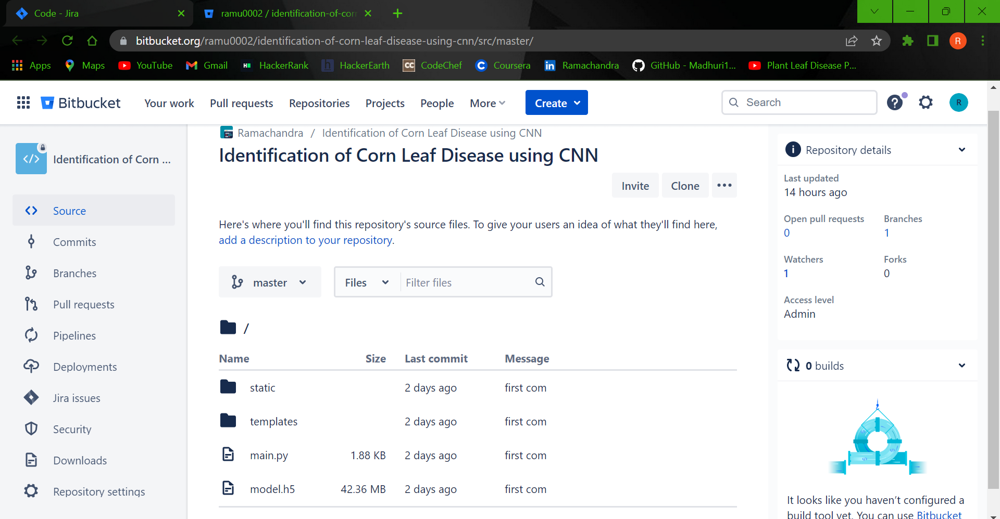 Code - Jira
ramu0002 / identification-of-corn
bitbucket.org/ramu0002/identification-of-corn-leaf-disease-using-cnn/src/master/
R
Apps
Maps
YouTube
Gmail
HackerRank
HackerEarth
CodeChef
Coursera
Ramachandra
GitHub - Madhuri1...
Plant Leaf Disease P...
Bitbucket
Your work
Pull requests
Repositories
Projects
People
More
Create
Search
R
Identification of Corn ...
Source
Commits
Branches
Pull requests
Pipelines
Deployments
Jira issues
Security
Downloads
Repository settings
Ramachandra / Identification of Corn Leaf Disease using CNN
Identification of Corn Leaf Disease using CNN
Invite
Clone
Here's where you'll find this repository's source files. To give your users an idea of what they'll find here,
add a description to your repository.
master
Files
Filter files
/
Name Size Last commit Message
static 2 days ago first com
templates 2 days ago first com
main.py 1.88 KB 2 days ago first com
model.h5 42.36 MB 2 days ago first com
Repository details
Last updated
14 hours ago
Open pull requests Branches
0 1
Watchers Forks
1 0
Access level
Admin
0 builds
It looks like you haven't configured a
build tool yet. You can use Bitbucket